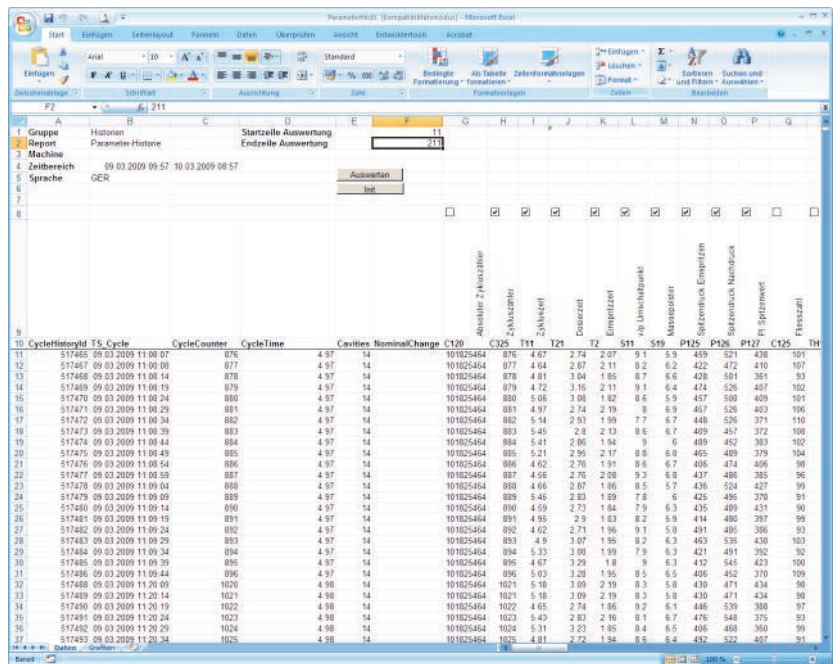 ParameterHist1 [Kompatibilitätsmodus] - Microsoft Excel
Start Einfügen Seitenlayout Formeln Daten Überprüfen Ansicht Entwicklertools Acrobat
Arial 10 Standard
Einfügen
Bedingte Formatierung
Als Tabelle formatieren
Zellenformatvorlagen
Einfügen
Löschen
Format
Sortieren und Filtern
Suchen und Auswählen
Zwischenablage Schriftart Ausrichtung Zahl Formatvorlagen Zellen Bearbeiten
F2 211
A B C D E F G H I J K L M N O P Q
1 Gruppe Historien Startzeile Auswertung 11
2 Report Parameter-Historie Endzeile Auswertung 211
3 Machine
4 Zeitbereich 09.03.2009 09:57 10.03.2009 08:57
5 Sprache GER
Auswerten
6
Init
7
8
9 Absoluter Zykluszähler Zykluszähler Zykluszeit Dosierzeit Einspritzzeit v/p Umschaltpunkt Massepolster Spritzendruck Einspritzen Spritzendruck Nachdruck PI Spitzenwert Fliesszahl
10 CycleHistoryId TS_Cycle CycleCounter CycleTime Cavities NominalChange C120 C325 T11 T21 T2 S11 S19 P125 P126 P127 C123 TH
11 517465 09.03.2009 11:08:07 876 4.97 14 101825464 876 4.67 2.74 2.07 9.1 5.9 459 521 438 101
12 517467 09.03.2009 11:08:08 877 4.97 14 101825464 877 4.64 2.87 2.11 8.2 6.2 422 472 410 107
13 517468 09.03.2009 11:08:14 878 4.97 14 101825464 878 4.81 3.04 1.85 8.7 6.6 428 501 361 93
14 517469 09.03.2009 11:08:19 879 4.97 14 101825464 879 4.72 3.16 2.11 9.1 6.4 474 526 407 102
15 517470 09.03.2009 11:08:24 880 4.97 14 101825464 880 5.06 3.08 1.82 8.6 5.9 457 508 409 101
16 517471 09.03.2009 11:08:29 881 4.97 14 101825464 881 4.97 2.74 2.19 8 6.9 457 526 403 106
17 517472 09.03.2009 11:08:34 882 4.97 14 101825464 882 5.14 2.93 1.99 7.7 6.7 448 526 371 110
18 517473 09.03.2009 11:08:39 883 4.97 14 101825464 883 5.45 2.8 2.13 8.6 6.7 409 457 372 108
19 517474 09.03.2009 11:08:44 884 4.97 14 101825464 884 5.41 2.86 1.94 9 6 489 452 383 102
20 517475 09.03.2009 11:08:49 885 4.97 14 101825464 885 5.21 2.95 2.17 8.8 6.8 465 489 379 104
21 517476 09.03.2009 11:08:54 886 4.97 14 101825464 886 4.62 2.76 1.91 8.6 6.7 406 474 406 98
22 517477 09.03.2009 11:08:59 887 4.97 14 101825464 887 4.58 2.76 2.08 9.3 6.8 437 486 385 96
23 517478 09.03.2009 11:09:04 888 4.97 14 101825464 888 4.66 2.87 1.86 8.5 5.7 436 524 427 99
24 517479 09.03.2009 11:09:09 889 4.97 14 101825464 889 5.45 2.83 1.89 7.8 6 425 495 370 91
25 517480 09.03.2009 11:09:14 890 4.97 14 101825464 890 4.59 2.73 1.84 7.9 6.3 435 489 431 90
26 517481 09.03.2009 11:09:19 891 4.97 14 101825464 891 4.95 2.9 1.83 8.2 5.9 414 480 397 99
27 517482 09.03.2009 11:09:24 892 4.97 14 101825464 892 4.62 2.71 1.96 9.1 5.8 491 485 386 93
28 517483 09.03.2009 11:09:29 893 4.97 14 101825464 893 4.9 3.07 1.95 8.2 6.3 463 535 430 103
29 517484 09.03.2009 11:09:34 894 4.97 14 101825464 894 5.33 3.08 1.99 7.9 6.3 421 491 392 92
30 517485 09.03.2009 11:09:39 895 4.97 14 101825464 895 4.67 3.29 1.8 9 6.3 412 545 423 100
31 517486 09.03.2009 11:09:44 896 4.97 14 101825464 896 5.03 3.28 1.95 8.5 6.5 406 452 370 109
32 517488 09.03.2009 11:20:09 1020 4.98 14 101825464 1021 5.18 3.09 2.19 8.3 5.8 430 471 434 98
33 517489 09.03.2009 11:20:14 1021 4.98 14 101825464 1021 5.18 3.09 2.19 8.3 5.8 430 471 434 98
34 517490 09.03.2009 11:20:19 1022 4.98 14 101825464 1022 4.65 2.74 1.86 9.2 6.1 446 539 388 97
35 517491 09.03.2009 11:20:24 1023 4.98 14 101825464 1023 5.43 2.83 2.16 8.1 6.7 476 548 375 93
36 517492 09.03.2009 11:20:29 1024 4.98 14 101825464 1024 5.31 3.23 1.85 8.4 6.5 406 468 360 99
37 517493 09.03.2009 11:20:34 1025 4.98 14 101825464 1025 4.81 2.72 1.94 8.6 6.4 492 522 407 91
Daten Grafiken
Bereit 100 %